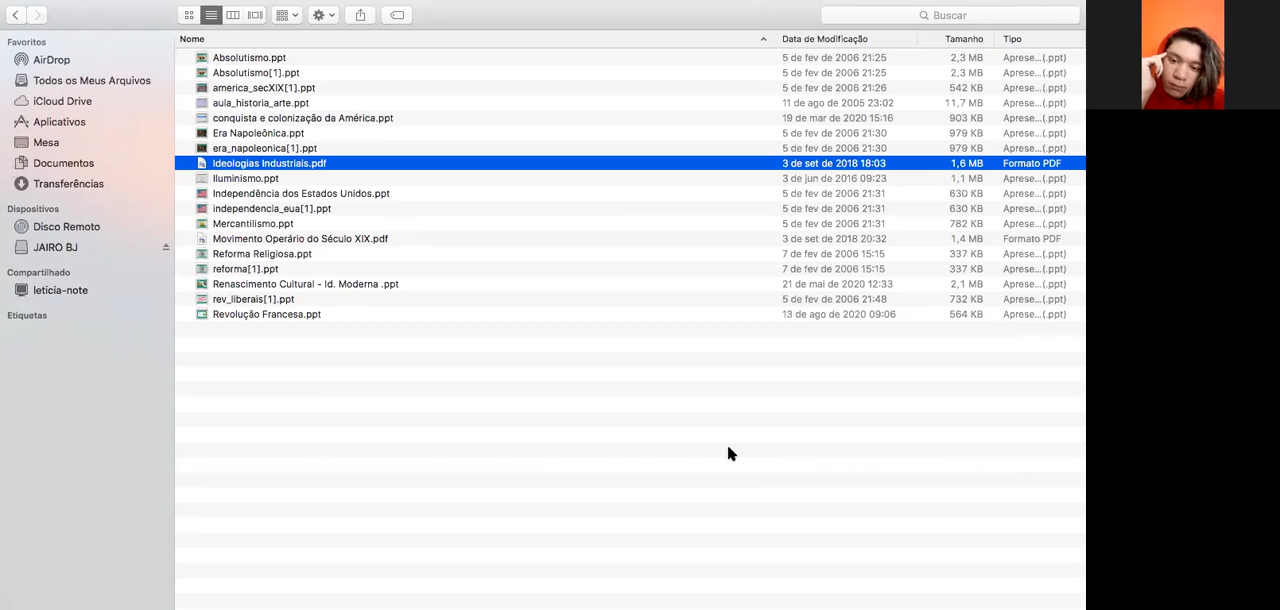 Buscar
Favoritos
AirDrop
Todos os Meus Arquivos
iCloud Drive
Aplicativos
Mesa
Documentos
Transferências
Dispositivos
Disco Remoto
JAIRO BJ
Compartilhado
leticia-note
Etiquetas
Nome Data de Modificação Tamanho Tipo
Absolutismo.ppt 5 de fev de 2006 21:25 2,3 MB Aprese...(.ppt)
Absolutismo[1].ppt 5 de fev de 2006 21:25 2,3 MB Aprese...(.ppt)
america_secXIX[1].ppt 5 de fev de 2006 21:26 542 KB Aprese...(.ppt)
aula_historia_arte.ppt 11 de ago de 2005 23:02 11,7 MB Aprese...(.ppt)
conquista e colonização da América.ppt 19 de mar de 2020 15:16 903 KB Aprese...(.ppt)
Era Napoleônica.ppt 5 de fev de 2006 21:30 979 KB Aprese...(.ppt)
era_napoleonica[1].ppt 5 de fev de 2006 21:30 979 KB Aprese...(.ppt)
Ideologias Industriais.pdf 3 de set de 2018 18:03 1,6 MB Formato PDF
Iluminismo.ppt 3 de jun de 2016 09:23 1,1 MB Aprese...(.ppt)
Independência dos Estados Unidos.ppt 5 de fev de 2006 21:31 630 KB Aprese...(.ppt)
independencia_eua[1].ppt 5 de fev de 2006 21:31 630 KB Aprese...(.ppt)
Mercantilismo.ppt 5 de fev de 2006 21:31 782 KB Aprese...(.ppt)
Movimento Operário do Século XIX.pdf 3 de set de 2018 20:32 1,4 MB Formato PDF
Reforma Religiosa.ppt 7 de fev de 2006 15:15 337 KB Aprese...(.ppt)
reforma[1].ppt 7 de fev de 2006 15:15 337 KB Aprese...(.ppt)
Renascimento Cultural - Id. Moderna .ppt 21 de mai de 2020 12:33 2,1 MB Aprese...(.ppt)
rev_liberais[1].ppt 5 de fev de 2006 21:48 732 KB Aprese...(.ppt)
Revolução Francesa.ppt 13 de ago de 2020 09:06 564 KB Aprese...(.ppt)